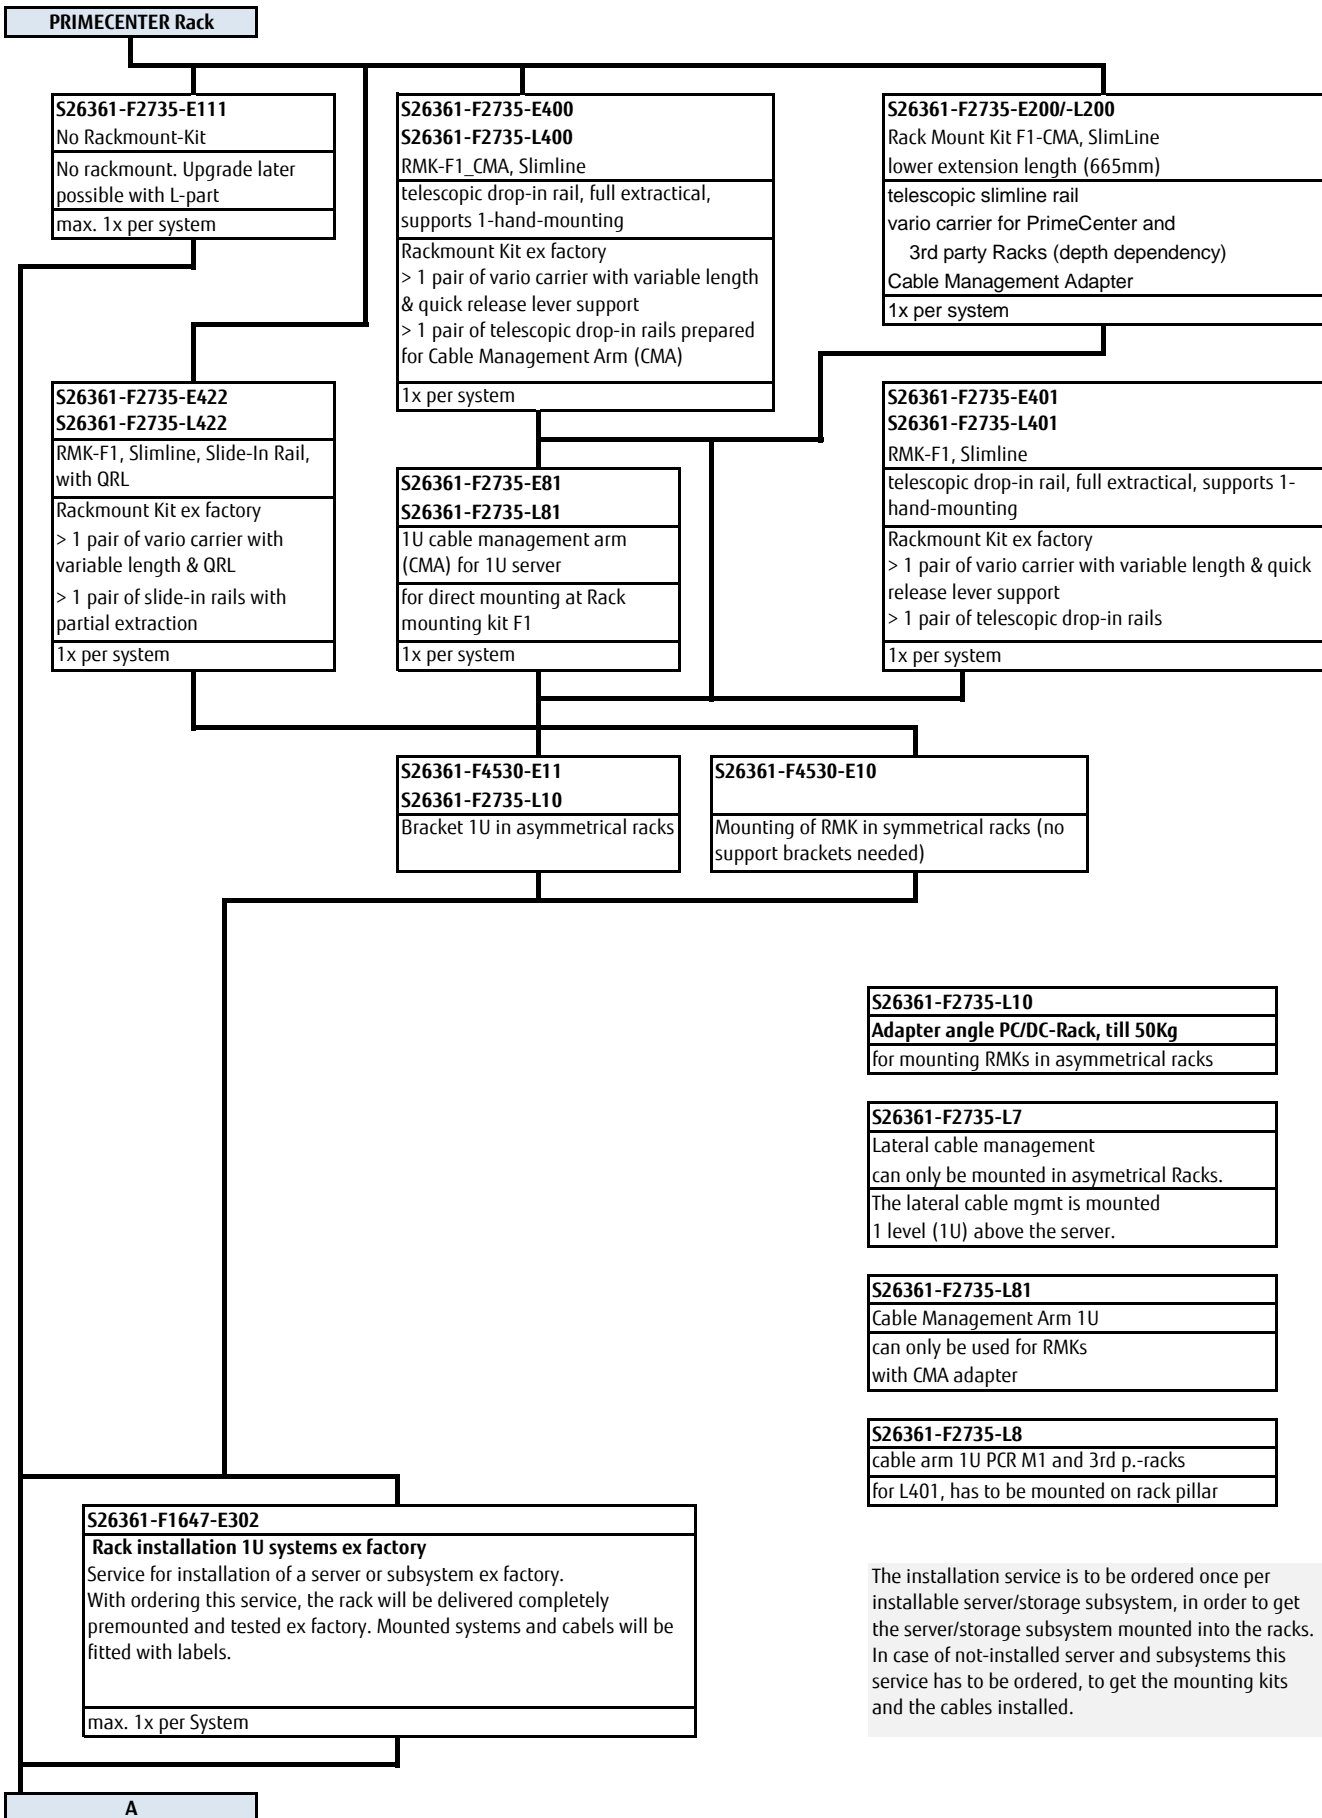 PRIMECENTER Rack
S26361-F2735-E111
No Rackmount-Kit
No rackmount. Upgrade later
possible with L-part
max. 1x per system
S26361-F2735-E400
S26361-F2735-L400
RMK-F1_CMA, Slimline
telescopic drop-in rail, full extractical,
supports 1-hand-mounting
Rackmount Kit ex factory
> 1 pair of vario carrier with variable length
& quick release lever support
> 1 pair of telescopic drop-in rails prepared
for Cable Management Arm (CMA)
1x per system
S26361-F2735-E200/-L200
Rack Mount Kit F1-CMA, SlimLine
lower extension length (665mm)
telescopic slimline rail
vario carrier for PrimeCenter and
3rd party Racks (depth dependency)
Cable Management Adapter
1x per system
S26361-F2735-E422
S26361-F2735-L422
RMK-F1, Slimline, Slide-In Rail,
with QRL
Rackmount Kit ex factory
> 1 pair of vario carrier with
variable length & QRL
> 1 pair of slide-in rails with
partial extraction
1x per system
S26361-F2735-E81
S26361-F2735-L81
1U cable management arm
(CMA) for 1U server
for direct mounting at Rack
mounting kit F1
1x per system
S26361-F2735-E401
S26361-F2735-L401
RMK-F1, Slimline
telescopic drop-in rail, full extractical, supports 1-
hand-mounting
Rackmount Kit ex factory
> 1 pair of vario carrier with variable length & quick
release lever support
> 1 pair of telescopic drop-in rails
1x per system
S26361-F4530-E11
S26361-F2735-L10
Bracket 1U in asymmetrical racks
S26361-F4530-E10
Mounting of RMK in symmetrical racks (no
support brackets needed)
S26361-F2735-L10
Adapter angle PC/DC-Rack, till 50Kg
for mounting RMKs in asymmetrical racks
S26361-F2735-L7
Lateral cable management
can only be mounted in asymetrical Racks.
The lateral cable mgmt is mounted
1 level (1U) above the server.
S26361-F2735-L81
Cable Management Arm 1U
can only be used for RMKs
with CMA adapter
S26361-F2735-L8
cable arm 1U PCR M1 and 3rd p.-racks
for L401, has to be mounted on rack pillar
S26361-F1647-E302
Rack installation 1U systems ex factory
Service for installation of a server or subsystem ex factory.
With ordering this service, the rack will be delivered completely
premounted and tested ex factory. Mounted systems and cabels will be
fitted with labels.
max. 1x per System
The installation service is to be ordered once per
installable server/storage subsystem, in order to get
the server/storage subsystem mounted into the racks.
In case of not-installed server and subsystems this
service has to be ordered, to get the mounting kits
and the cables installed.
A